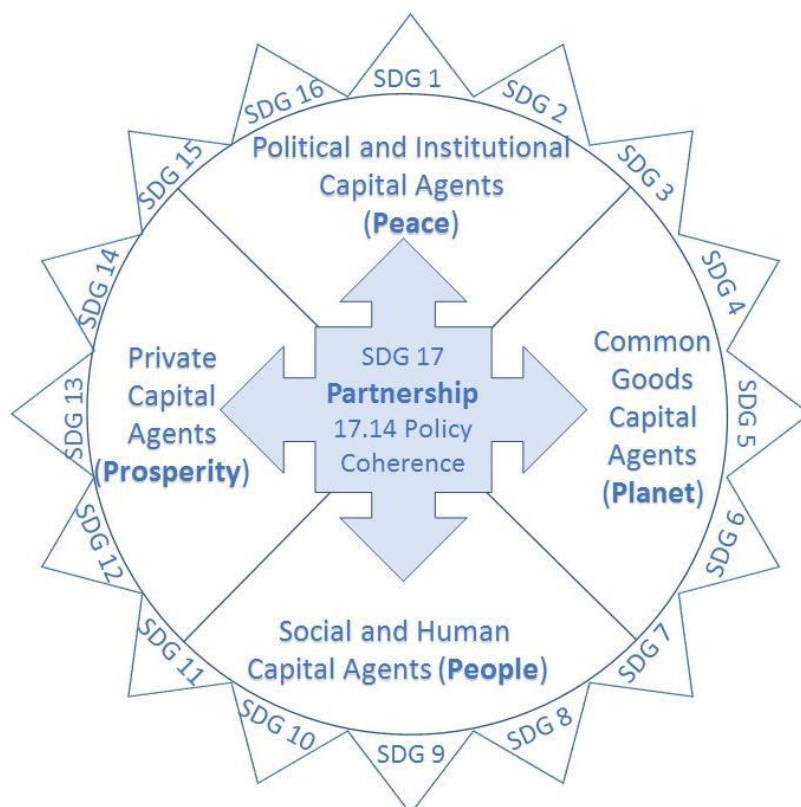 SDG 1
SDG 2
SDG 3
SDG 4
SDG 5
SDG 6
SDG 7
SDG 8
SDG 9
SDG 10
SDG 11
SDG 12
SDG 13
SDG 14
SDG 15
SDG 16
Political and Institutional
Capital Agents
(Peace)
Private
Capital
Agents
(Prosperity)
SDG 17
Partnership
17.14 Policy
Coherence
Common
Goods
Capital
Agents
(Planet)
Social and Human
Capital Agents (People)